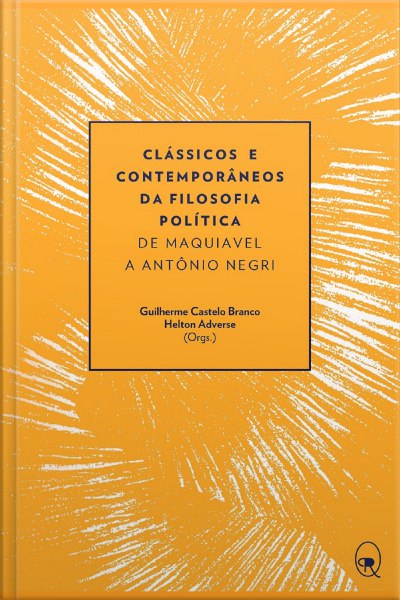 CLÁSSICOS E
CONTEMPORÂNEOS
DA FILOSOFIA
POLÍTICA
DE MAQUIAVEL
A ANTÔNIO NEGRI
Guilherme Castelo Branco
Helton Adverse
(Orgs.)